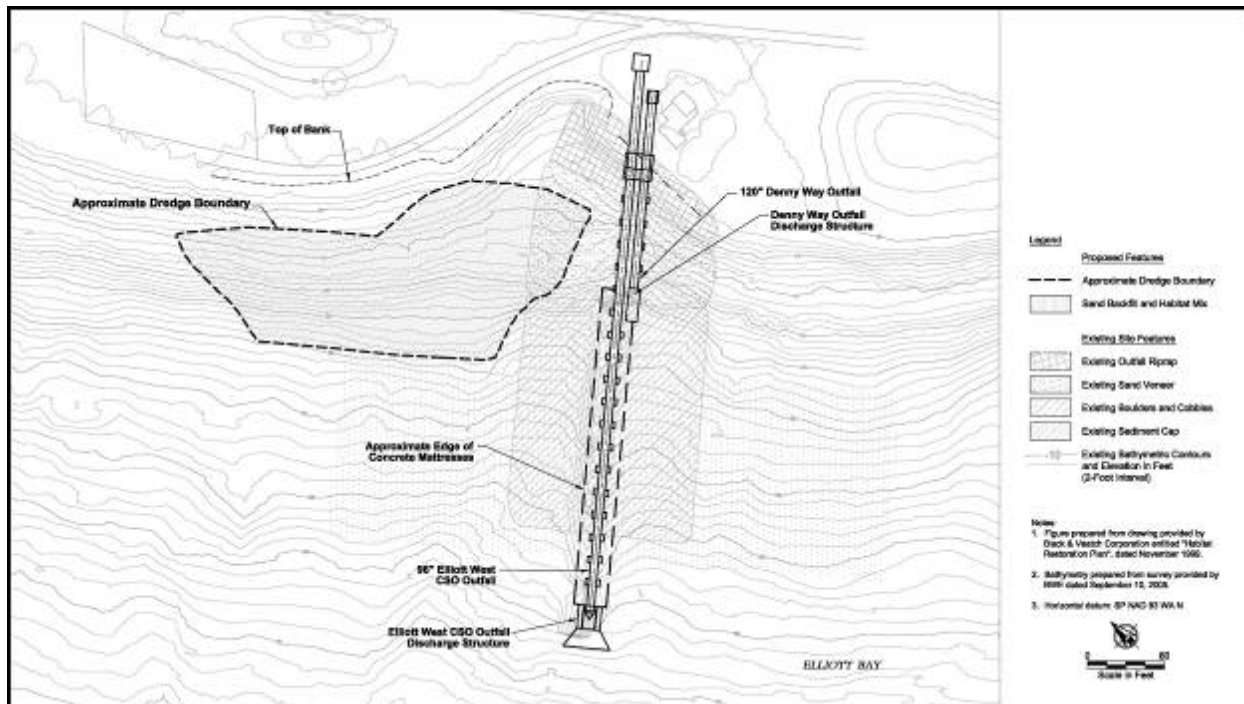 Top of Bank
Approximate Dredge Boundary
120" Denny Way Outfall
Denny Way Outfall
Discharge Structure
Approximate Edge of
Concrete Mattresses
96" Elliott West
CSO Outfall
Elliott West CSO Outfall
Discharge Structure
ELLIOTT BAY
Legend
Proposed Features
Approximate Dredge Boundary
Sand Backfill and Habitat Mix
Existing Site Features
Existing Outfall Riprap
Existing Sand Veneer
Existing Boulders and Cobbles
Existing Sediment Cap
-10
Existing Bathymetric Contours
and Elevation in Feet
(2-Foot Interval)
Notes:
1. Figure prepared from drawing provided by
Black & Veatch Corporation entitled "Habitat
Restoration Plan", dated November 1998.
2. Bathymetry prepared from survey provided by
dated September 10, 2005.
3. Horizontal datum: SP NAD 83 WA N
0 60
Scale in Feet